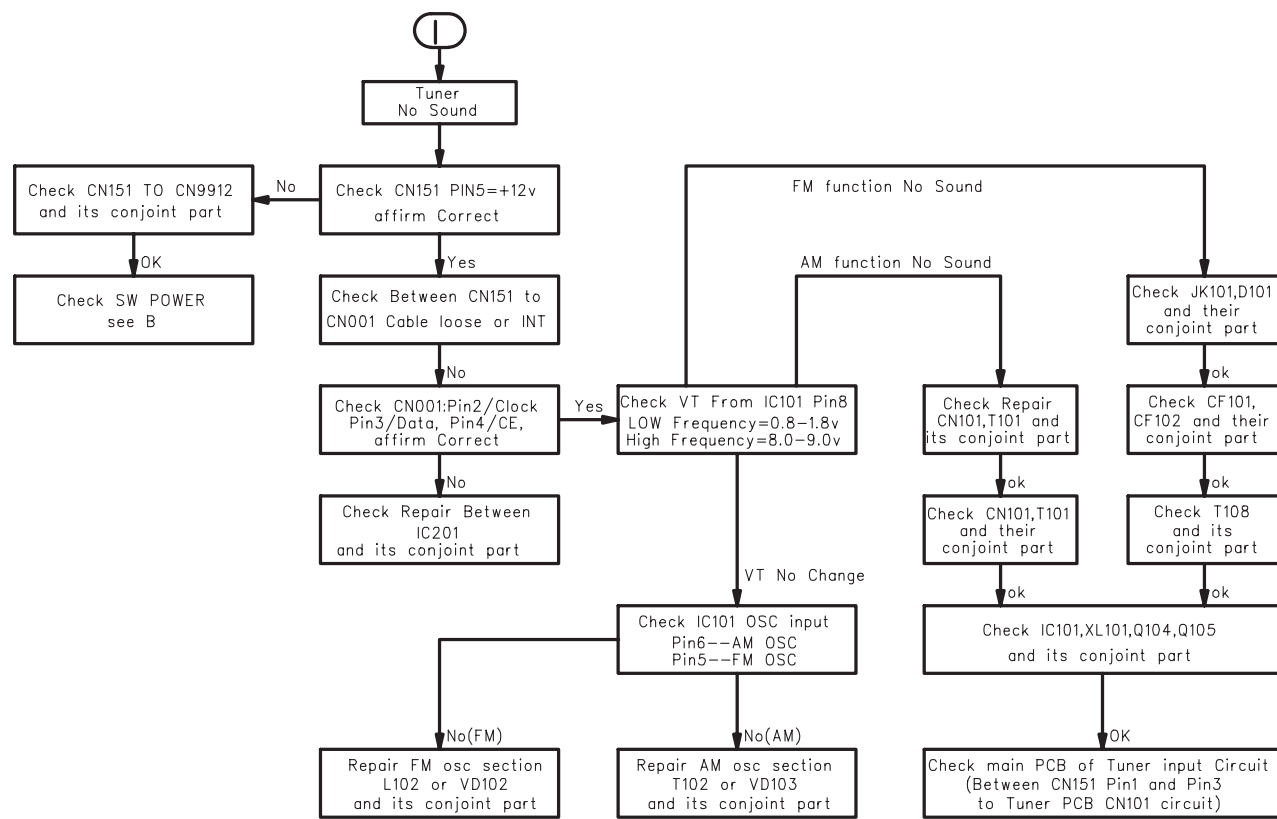 I
Tuner
No Sound
Check CN151 TO CN9912
and its conjoint part
No
Check CN151 PIN5=+12v
affirm Correct
OK
Check SW POWER
see B
Yes
Check Between CN151 to
CN001 Cable loose or INT
No
Check CN001:Pin2/Clock
Pin3/Data, Pin4/CE,
affirm Correct
Yes
No
Check Repair Between
IC201
and its conjoint part
Check VT From IC101 Pin8
LOW Frequency=0.8-1.8v
High Frequency=8.0-9.0v
FM function No Sound
AM function No Sound
Check JK101,D101
and their
conjoint part
ok
Check CF101,
CF102 and their
conjoint part
ok
Check T108
and its
conjoint part
ok
Check Repair
CN101,T101 and
its conjoint part
ok
Check CN101,T101
and their
conjoint part
ok
VT No Change
Check IC101 OSC input
Pin6--AM OSC
Pin5--FM OSC
Check IC101,XL101,Q104,Q105
and its conjoint part
No(FM)
Repair FM osc section
L102 or VD102
and its conjoint part
No(AM)
Repair AM osc section
T102 or VD103
and its conjoint part
OK
Check main PCB of Tuner input Circuit
(Between CN151 Pin1 and Pin3
to Tuner PCB CN101 circuit)